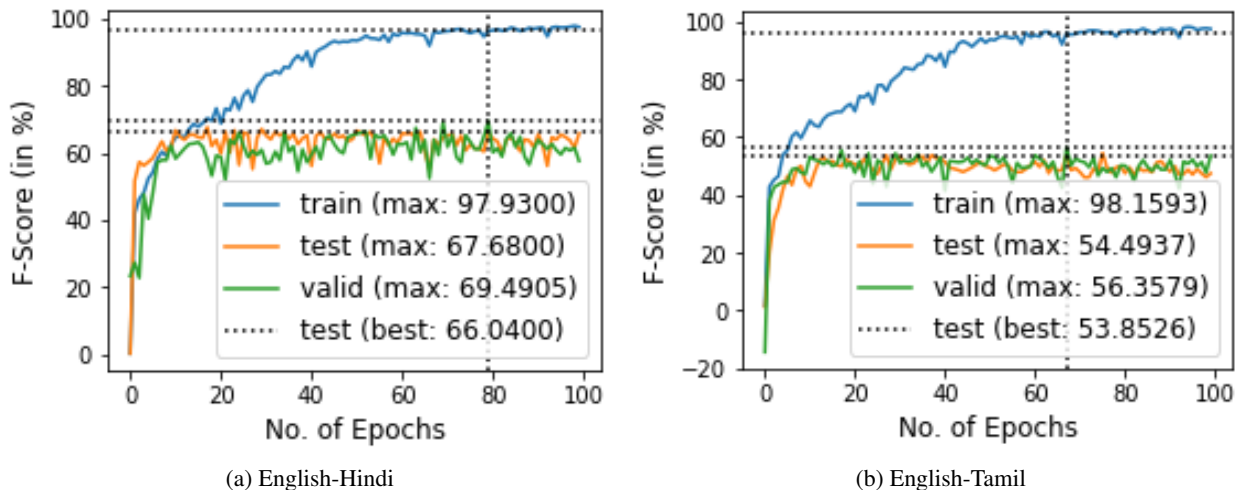 100
80
60
40
20
0
F-Score (in %)
train (max: 97.9300)
test (max: 67.6800)
valid (max: 69.4905)
test (best: 66.0400)
0 20 40 60 80 100
No. of Epochs
(a) English-Hindi
100
80
60
40
20
0
−20
F-Score (in %)
train (max: 98.1593)
test (max: 54.4937)
valid (max: 56.3579)
test (best: 53.8526)
0 20 40 60 80 100
No. of Epochs
(b) English-Tamil